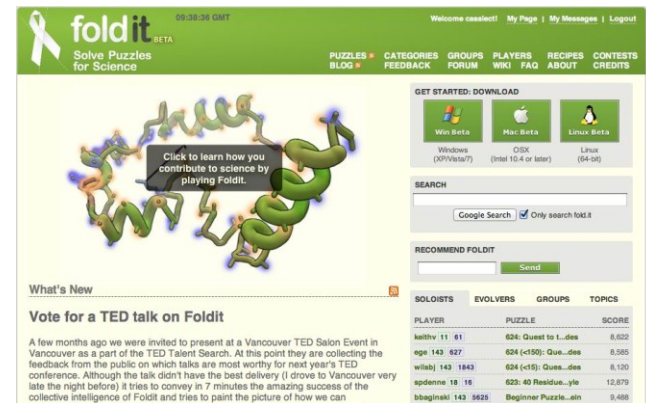 foldit BETA
09:38:36 GMT
Welcome casalect! My Page | My Messages | Logout
Solve Puzzles
for Science
PUZZLES CATEGORIES GROUPS PLAYERS RECIPES CONTESTS
BLOG FEEDBACK FORUM WIKI FAQ ABOUT CREDITS
Click to learn how you
contribute to science by
playing Foldit.
What's New
Vote for a TED talk on Foldit
A few months ago we were invited to present at a Vancouver TED Salon Event in
Vancouver as a part of the TED Talent Search. At this point they are collecting the
feedback from the public on which talks are most worthy for next year's TED
conference. Although the talk didn't have the best delivery (I drove to Vancouver very
late the night before) it tries to convey in 7 minutes the amazing success of the
collective intelligence of Foldit and tries to paint the picture of how we can
GET STARTED: DOWNLOAD
Win Beta Mac Beta Linux Beta
Windows OSX Linux
(XP/Vista/7) (Intel 10.4 or later) (64-bit)
SEARCH
Google Search Only search fold.it
RECOMMEND FOLDIT
Send
SOLOISTS EVOLVERS GROUPS TOPICS
PLAYER PUZZLE SCORE
keithv 11 61 624: Quest to t...des 8,622
ege 143 627 624 (<150): Que...des 8,585
wlisbj 143 1843 624 (<15): Ques...des 8,120
spdenne 18 16 623: 40 Residue...yle 12,879
bbaginski 143 5625 Beginner Puzzle...ein 9,488